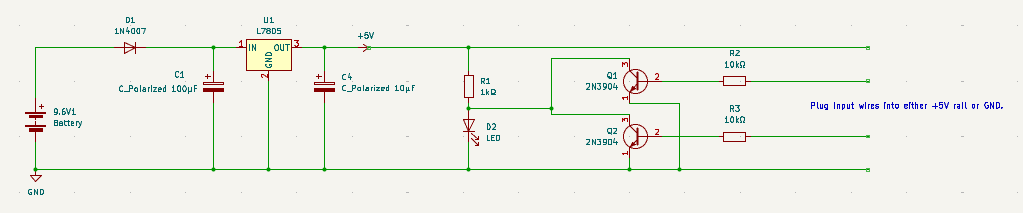 D1
1N4007
U1
L7805
1
IN
OUT
3
GND
2
+5V
C1
C_Polarized 100µF
+
C4
C_Polarized 10µF
+
9.6V1
Battery
+
GND
R1
1kΩ
D2
LED
Q1
2N3904
3
2
1
Q2
2N3904
3
2
1
R2
10kΩ
R3
10kΩ
Plug input wires into either +5V rail or GND.